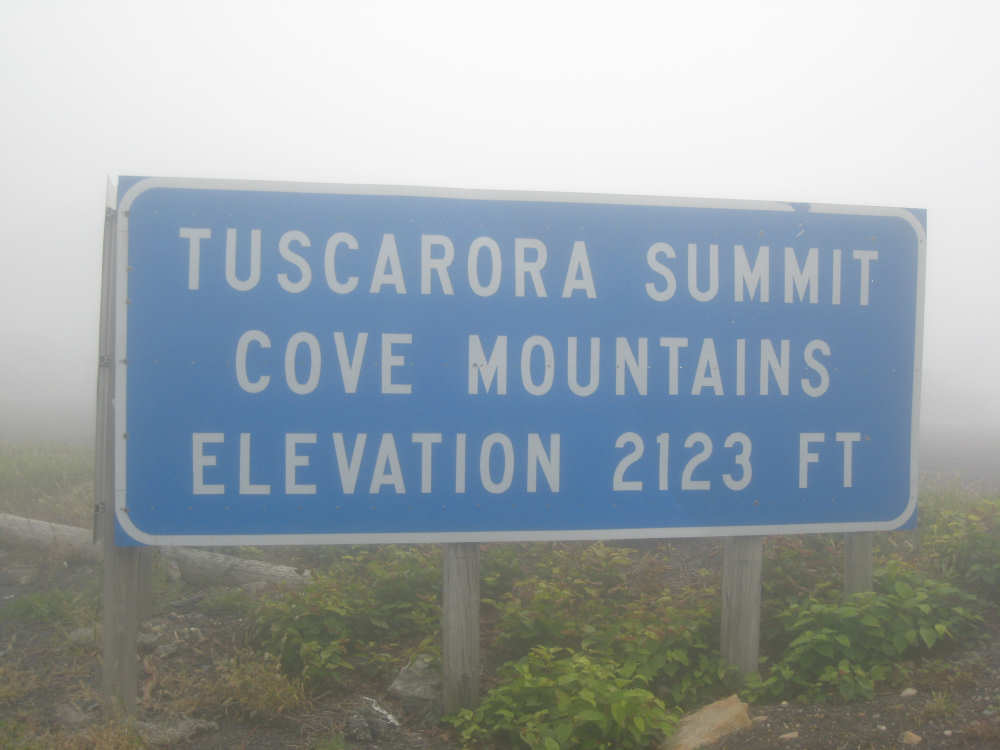 TUSCARORA SUMMIT
COVE MOUNTAINS
ELEVATION 2123 FT